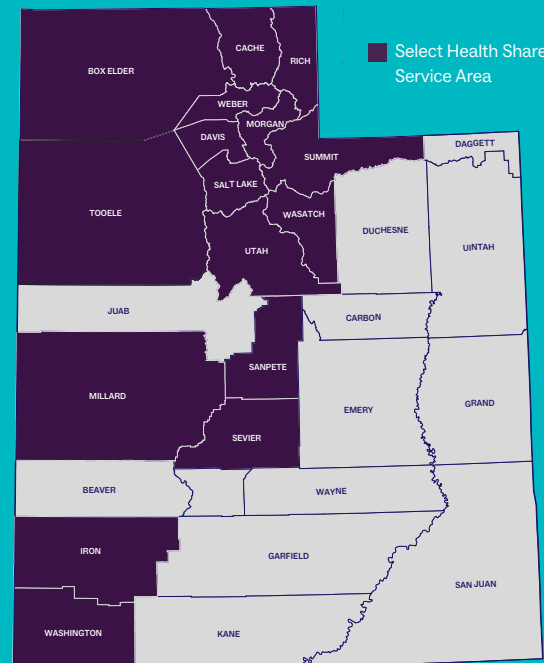 CACHE
RICH
Select Health Share
Service Area
BOX ELDER
WEBER
MORGAN
DAVIS
DAGGETT
SUMMIT
SALT LAKE
TOOELE
WASATCH
DUCHESNE
UINTAH
UTAH
JUAB
CARBON
SANPETE
MILLARD
EMERY
GRAND
SEVIER
BEAVER
WAYNE
IRON
GARFIELD
SAN JUAN
WASHINGTON
KANE